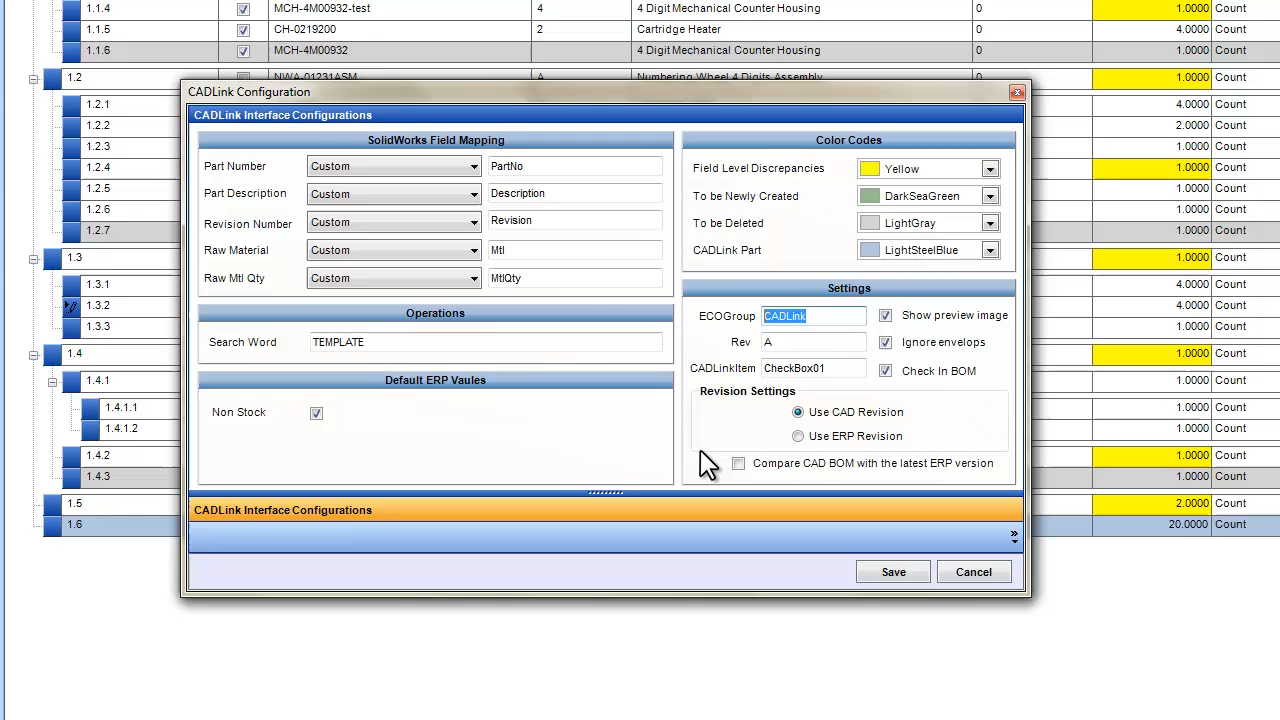 1.1.4 MCH-4M00932-test 4 4 Digit Mechanical Counter Housing 0 1.0000 Count
1.1.5 CH-0219200 2 Cartridge Heater 0 4.0000 Count
1.1.6 MCH-4M00932 4 Digit Mechanical Counter Housing 0 1.0000 Count
1.2 NWA-01231ASM A Numbering Wheel 4 Digits Assembly 0 1.0000 Count
CADLink Configuration
1.2.1 4.0000 Count
CADLink Interface Configurations
1.2.2 2.0000 Count
SolidWorks Field Mapping Color Codes
1.2.3 1.0000 Count
Part Number Custom PartNo Field Level Discrepancies Yellow
1.2.4 1.0000 Count
1.2.5 1.0000 Count
Part Description Custom Description To be Newly Created DarkSeaGreen
1.2.6 1.0000 Count
Revision Number Custom Revision To be Deleted LightGray
1.2.7 1.0000 Count
Raw Material Custom Mtl CADLink Part LightSteelBlue
1.3 1.0000 Count
Raw Mtl Qty Custom MtlQty
1.3.1 4.0000 Count
Settings
1.3.2 4.0000 Count
Operations ECOGroup CADLink Show preview image
1.3.3 1.0000 Count
Search Word TEMPLATE Rev A Ignore envelops
1.4 1.0000 Count
CADLinkItem CheckBox01 Check In BOM
1.4.1 1.0000 Count
Default ERP Vaules
Revision Settings
1.4.1.1 1.0000 Count
Non Stock Use CAD Revision
1.4.1.2 1.0000 Count
Use ERP Revision
1.4.2 1.0000 Count
Compare CAD BOM with the latest ERP version
1.4.3 1.0000 Count
1.5 2.0000 Count
CADLink Interface Configurations
1.6 20.0000 Count
Save Cancel